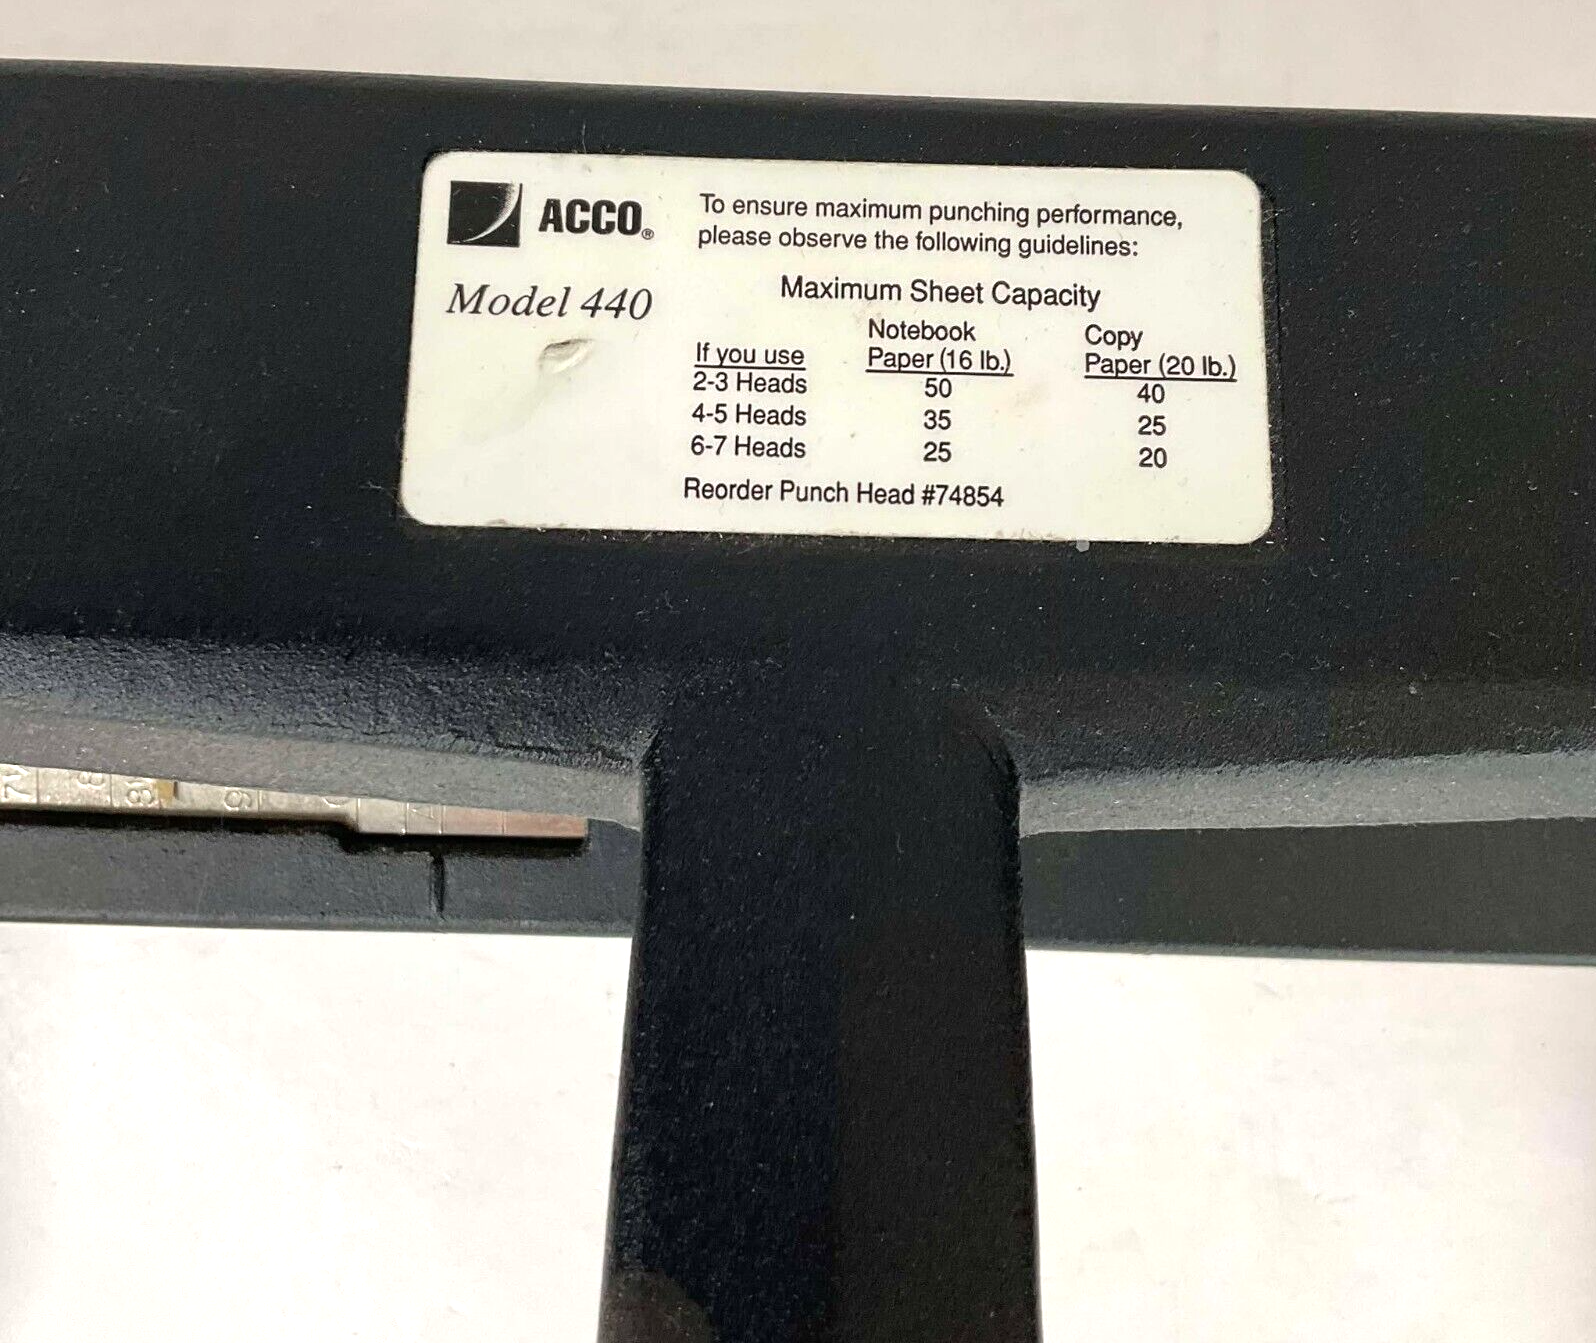 ACCO®
Model 440
To ensure maximum punching performance,
please observe the following guidelines:
Maximum Sheet Capacity
If you use Notebook Paper (16 lb.) Copy Paper (20 lb.)
2-3 Heads 50 40
4-5 Heads 35 25
6-7 Heads 25 20
Reorder Punch Head #74854